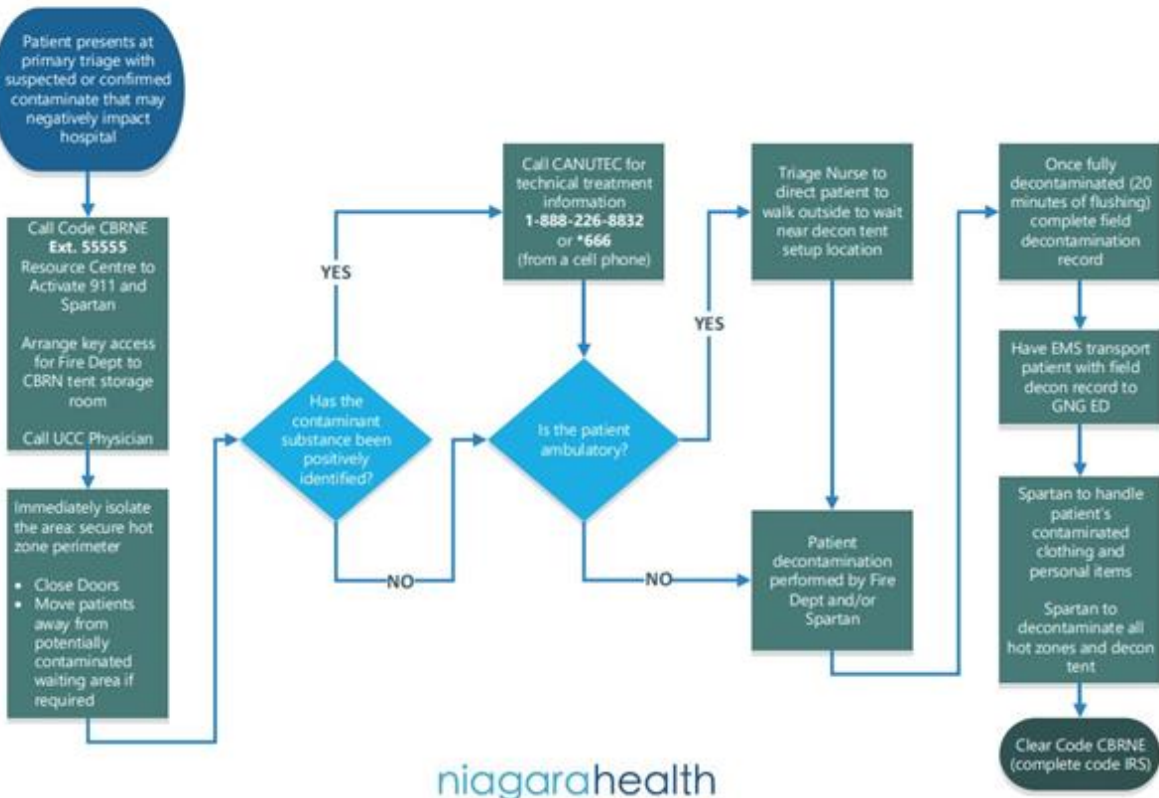 Patient presents at
primary triage with
suspected or confirmed
contaminate that may
negatively impact
hospital
Call Code CBRNE
Ext. 55555
Resource Centre to
Activate 911 and
Spartan
Arrange key access
for Fire Dept to
CBRN tent storage
room
Call UCC Physician
Immediately isolate
the area: secure hot
zone perimeter
• Close Doors
• Move patients
away from
potentially
contaminated
waiting area if
required
Has the
contaminant
substance been
positively
identified?
YES
NO
Call CANUTEC for
technical treatment
information
1-888-226-8832
or *666
(from a cell phone)
Is the patient
ambulatory?
YES
NO
Triage Nurse to
direct patient to
walk outside to wait
near decon tent
setup location
Patient
decontamination
performed by Fire
Dept and/or
Spartan
Once fully
decontaminated (20
minutes of flushing)
complete field
decontamination
record
Have EMS transport
patient with field
decon record to
GNG ED
Spartan to handle
patient's
contaminated
clothing and
personal items
Spartan to
decontaminate all
hot zones and decon
tent
Clear Code CBRNE
(complete code IRS)
niagarahealth